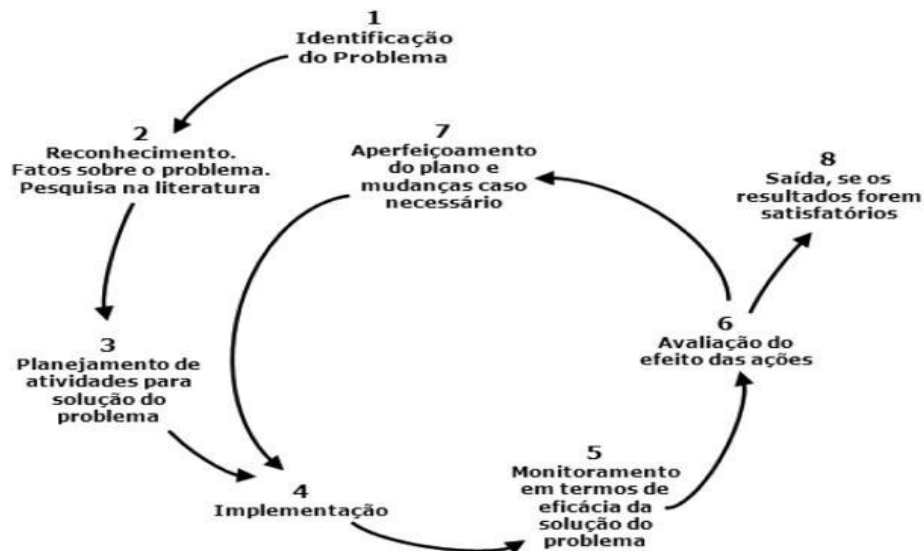 1
Identificação
do Problema
2
Reconhecimento.
Fatos sobre o problema.
Pesquisa na literatura
3
Planejamento de
atividades para
solução do
problema
4
Implementação
5
Monitoramento
em termos de
eficácia da
solução do
problema
6
Avaliação do
efeito das ações
7
Aperfeiçoamento
do plano e
mudanças caso
necessário
8
Saída, se os
resultados forem
satisfatórios